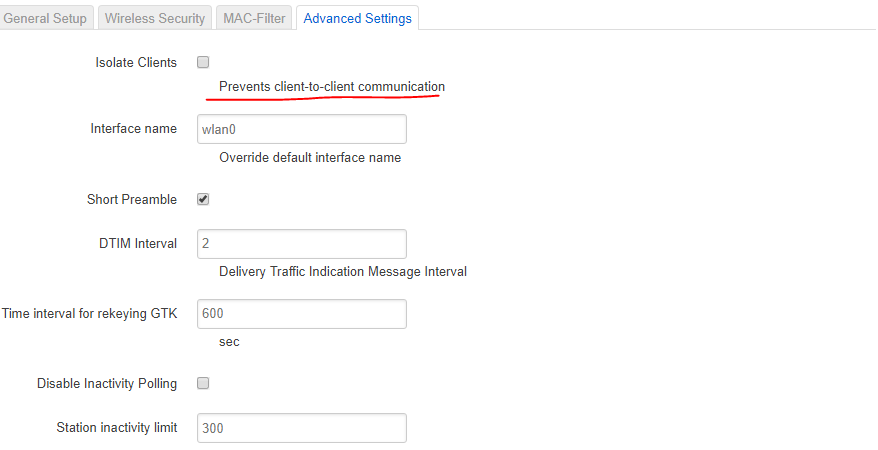 General Setup Wireless Security MAC-Filter Advanced Settings
Isolate Clients
Prevents client-to-client communication
Interface name wlan0
Override default interface name
Short Preamble
DTIM Interval 2
Delivery Traffic Indication Message Interval
Time interval for rekeying GTK 600
sec
Disable Inactivity Polling
Station inactivity limit 300